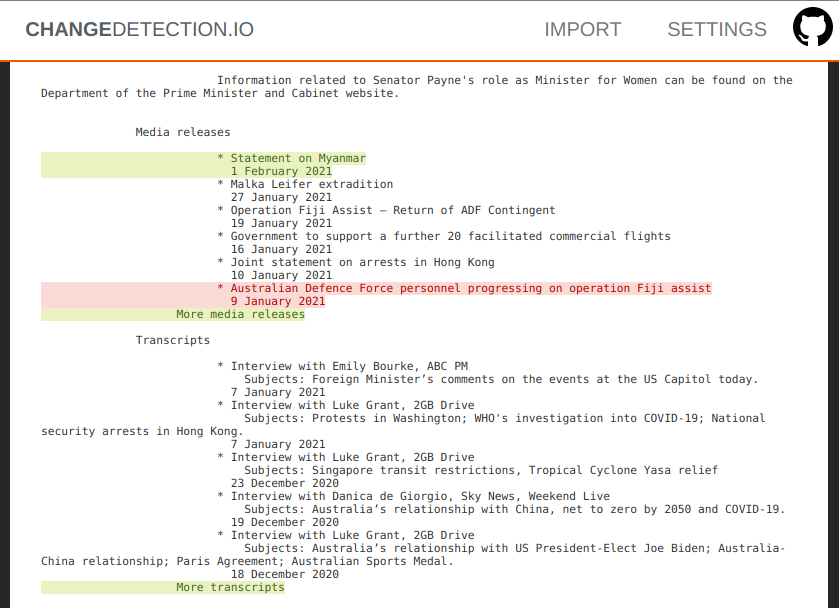 CHANGEDETECTION.IO
IMPORT
SETTINGS
Information related to Senator Payne's role as Minister for Women can be found on the
Department of the Prime Minister and Cabinet website.
Media releases
* Statement on Myanmar
1 February 2021
* Malka Leifer extradition
27 January 2021
* Operation Fiji Assist – Return of ADF Contingent
19 January 2021
* Government to support a further 20 facilitated commercial flights
16 January 2021
* Joint statement on arrests in Hong Kong
10 January 2021
* Australian Defence Force personnel progressing on operation Fiji assist
9 January 2021
More media releases
Transcripts
* Interview with Emily Bourke, ABC PM
Subjects: Foreign Minister’s comments on the events at the US Capitol today.
7 January 2021
* Interview with Luke Grant, 2GB Drive
Subjects: Protests in Washington; WHO's investigation into COVID-19; National
security arrests in Hong Kong.
7 January 2021
* Interview with Luke Grant, 2GB Drive
Subjects: Singapore transit restrictions, Tropical Cyclone Yasa relief
23 December 2020
* Interview with Danica de Giorgio, Sky News, Weekend Live
Subjects: Australia’s relationship with China, net to zero by 2050 and COVID-19.
19 December 2020
* Interview with Luke Grant, 2GB Drive
Subjects: Australia’s relationship with US President-Elect Joe Biden; Australia-
China relationship; Paris Agreement; Australian Sports Medal.
18 December 2020
More transcripts